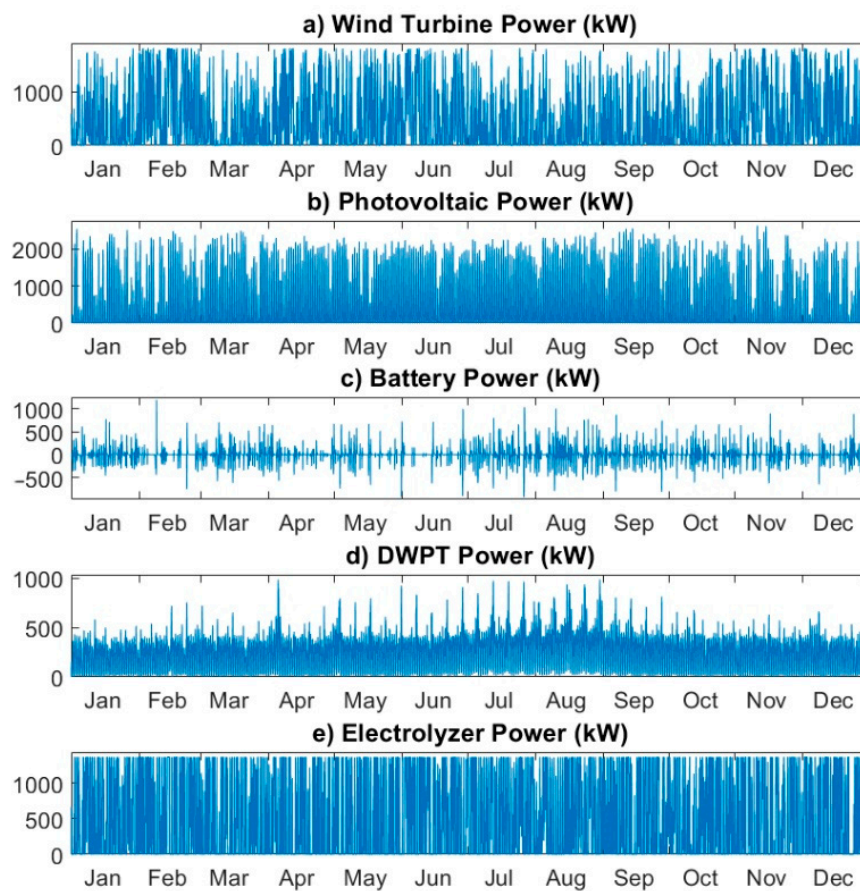 a) Wind Turbine Power (kW)
1000
0
Jan Feb Mar Apr May Jun Jul Aug Sep Oct Nov Dec
b) Photovoltaic Power (kW)
2000
1000
0
Jan Feb Mar Apr May Jun Jul Aug Sep Oct Nov Dec
c) Battery Power (kW)
1000
500
0
−500
Jan Feb Mar Apr May Jun Jul Aug Sep Oct Nov Dec
d) DWPT Power (kW)
1000
500
0
Jan Feb Mar Apr May Jun Jul Aug Sep Oct Nov Dec
e) Electrolyzer Power (kW)
1000
500
0
Jan Feb Mar Apr May Jun Jul Aug Sep Oct Nov Dec